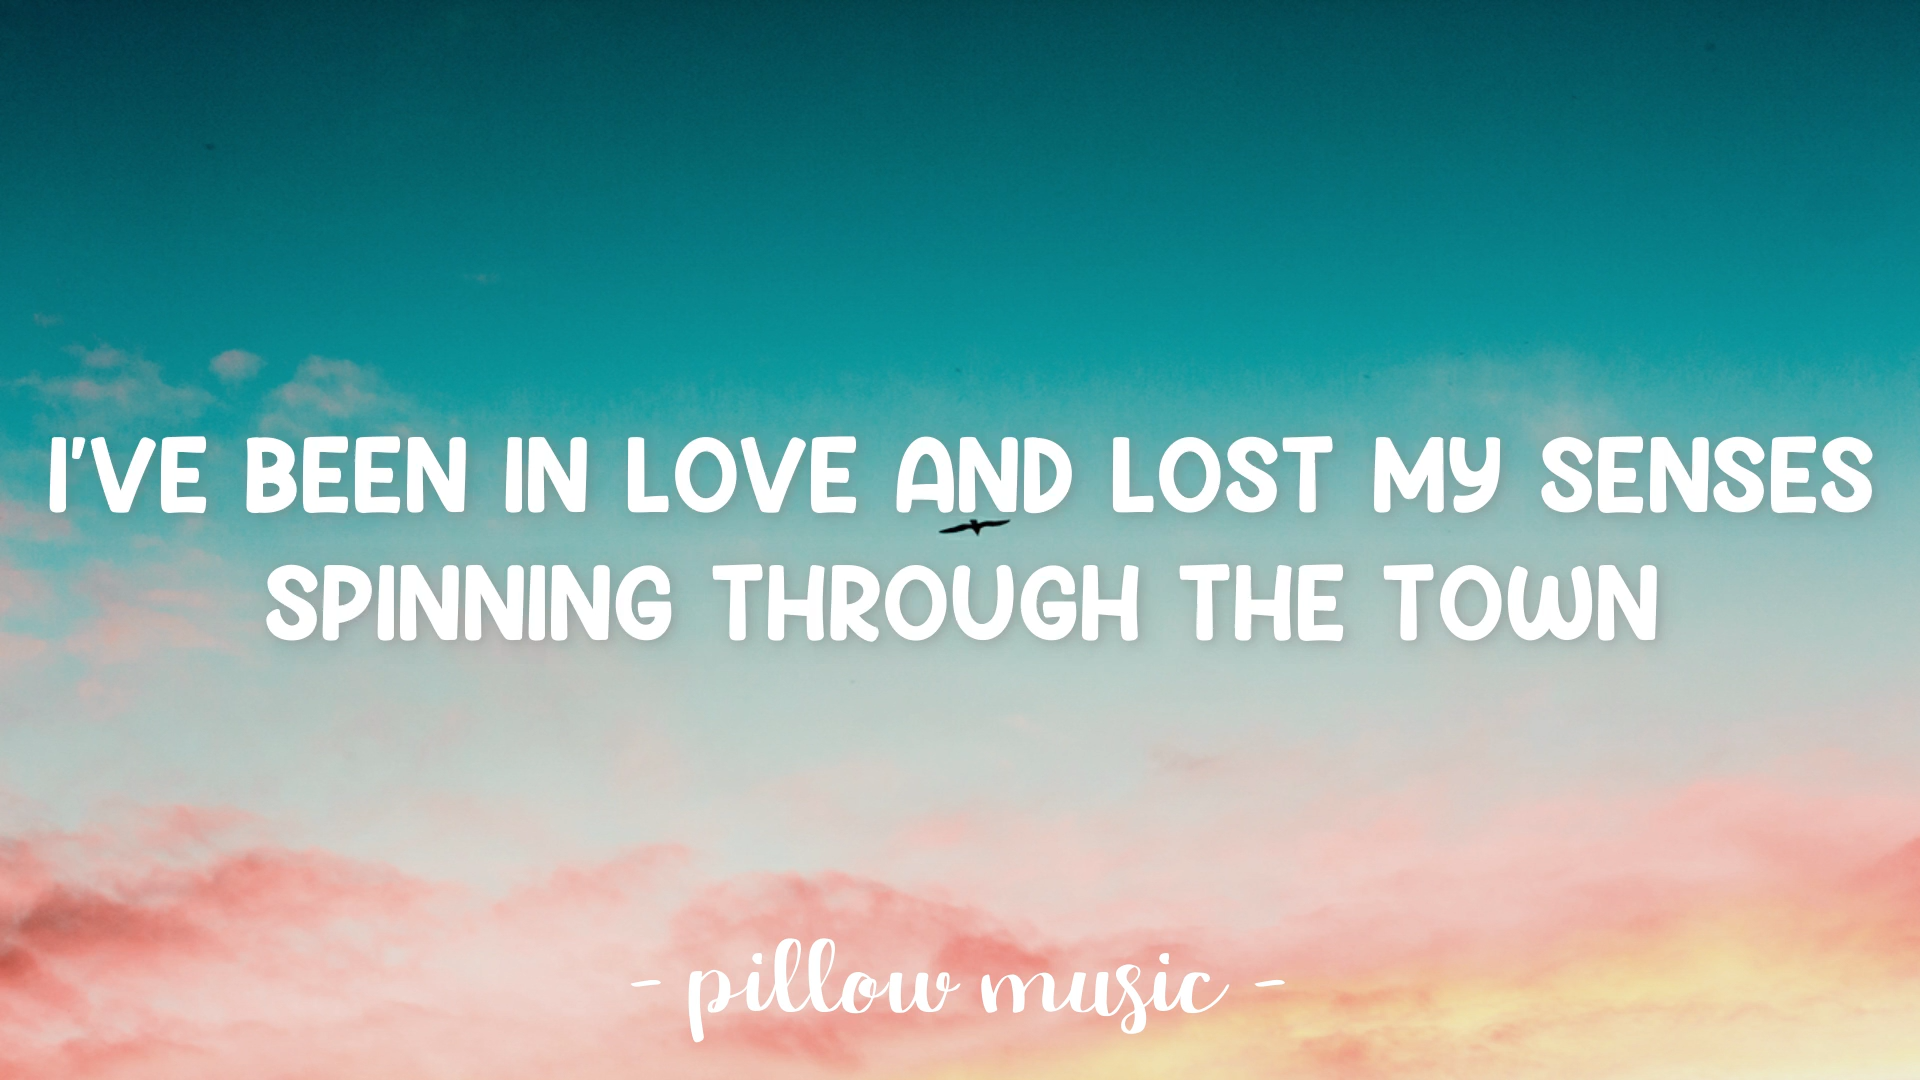 I'VE BEEN IN LOVE AND LOST MY SENSES
SPINNING THROUGH THE TOWN
- pillow music -